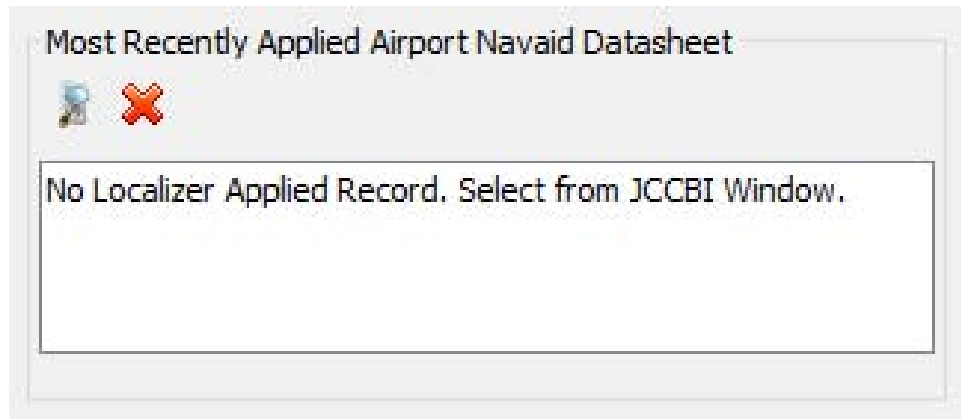 Most Recently Applied Airport Navaid Datasheet
No Localizer Applied Record. Select from JCCBI Window.